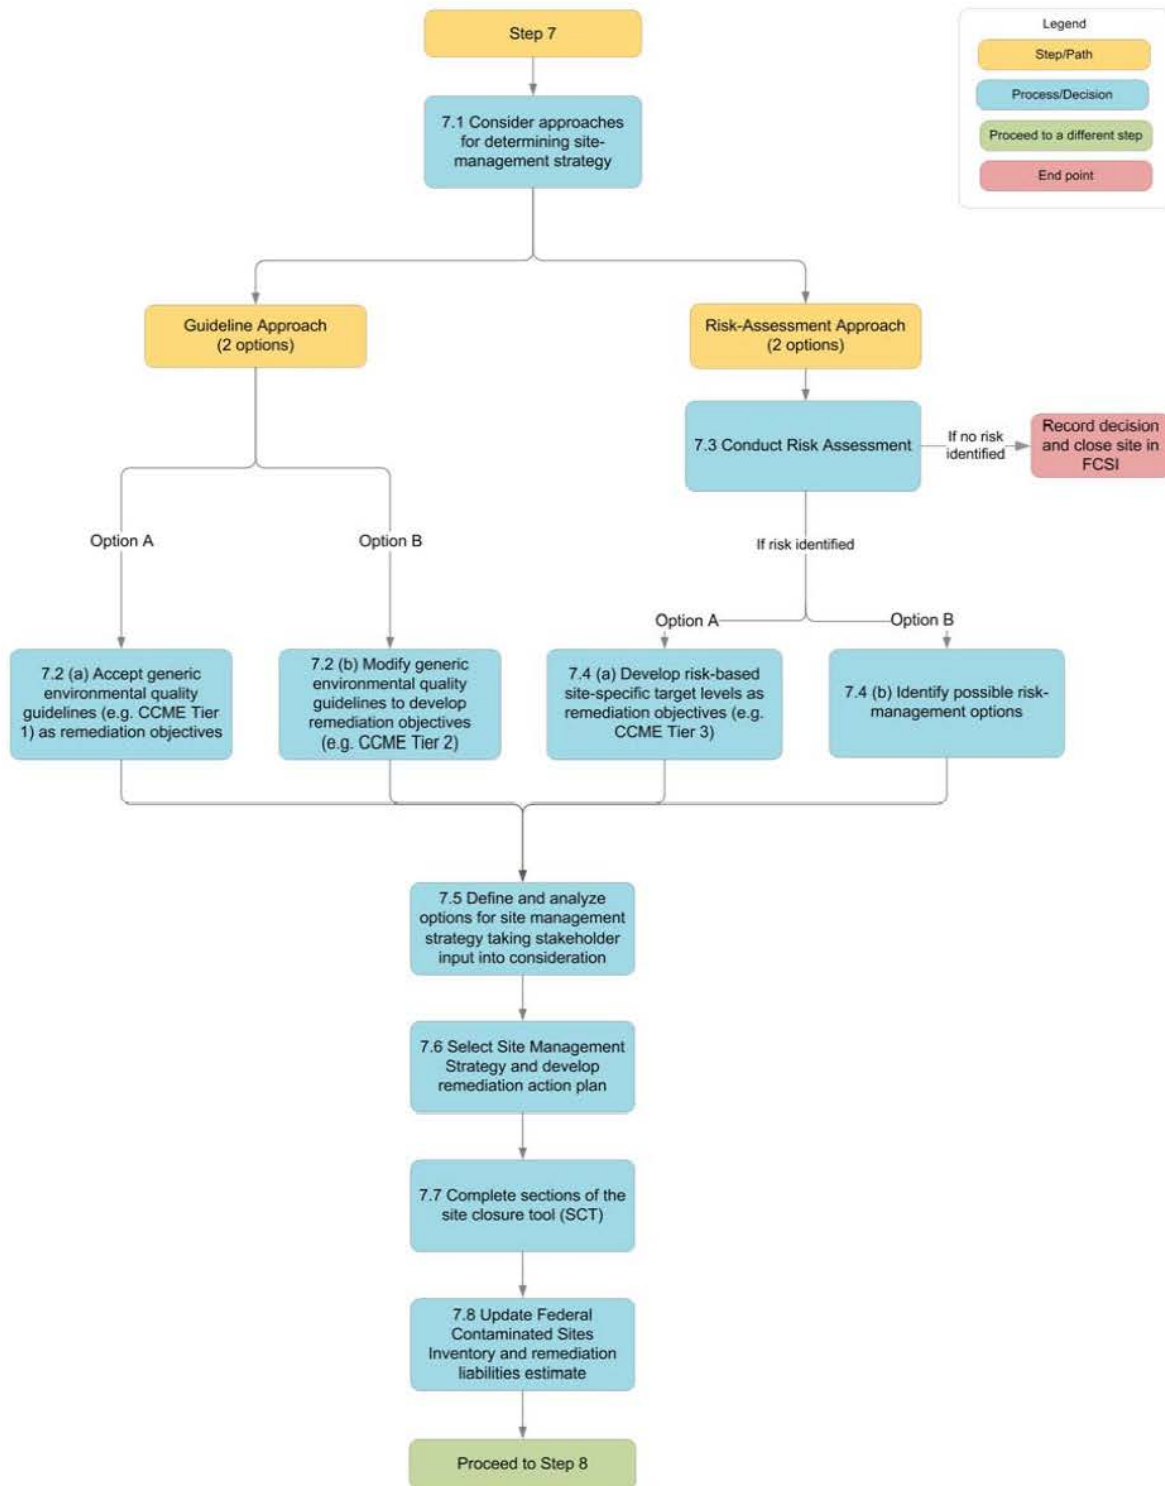 Step 7
Legend
Step/Path
Process/Decision
Proceed to a different step
End point
7.1 Consider approaches
for determining site-
management strategy
Guideline Approach
(2 options)
Risk-Assessment Approach
(2 options)
7.3 Conduct Risk Assessment
If no risk
identified
Record decision
and close site in
FCSI
Option A
Option B
If risk identified
Option A
Option B
7.2 (a) Accept generic
environmental quality
guidelines (e.g. CCME Tier
1) as remediation objectives
7.2 (b) Modify generic
environmental quality
guidelines to develop
remediation objectives
(e.g. CCME Tier 2)
7.4 (a) Develop risk-based
site-specific target levels as
remediation objectives (e.g.
CCME Tier 3)
7.4 (b) Identify possible risk-
management options
7.5 Define and analyze
options for site management
strategy taking stakeholder
input into consideration
7.6 Select Site Management
Strategy and develop
remediation action plan
7.7 Complete sections of the
site closure tool (SCT)
7.8 Update Federal
Contaminated Sites
Inventory and remediation
liabilities estimate
Proceed to Step 8